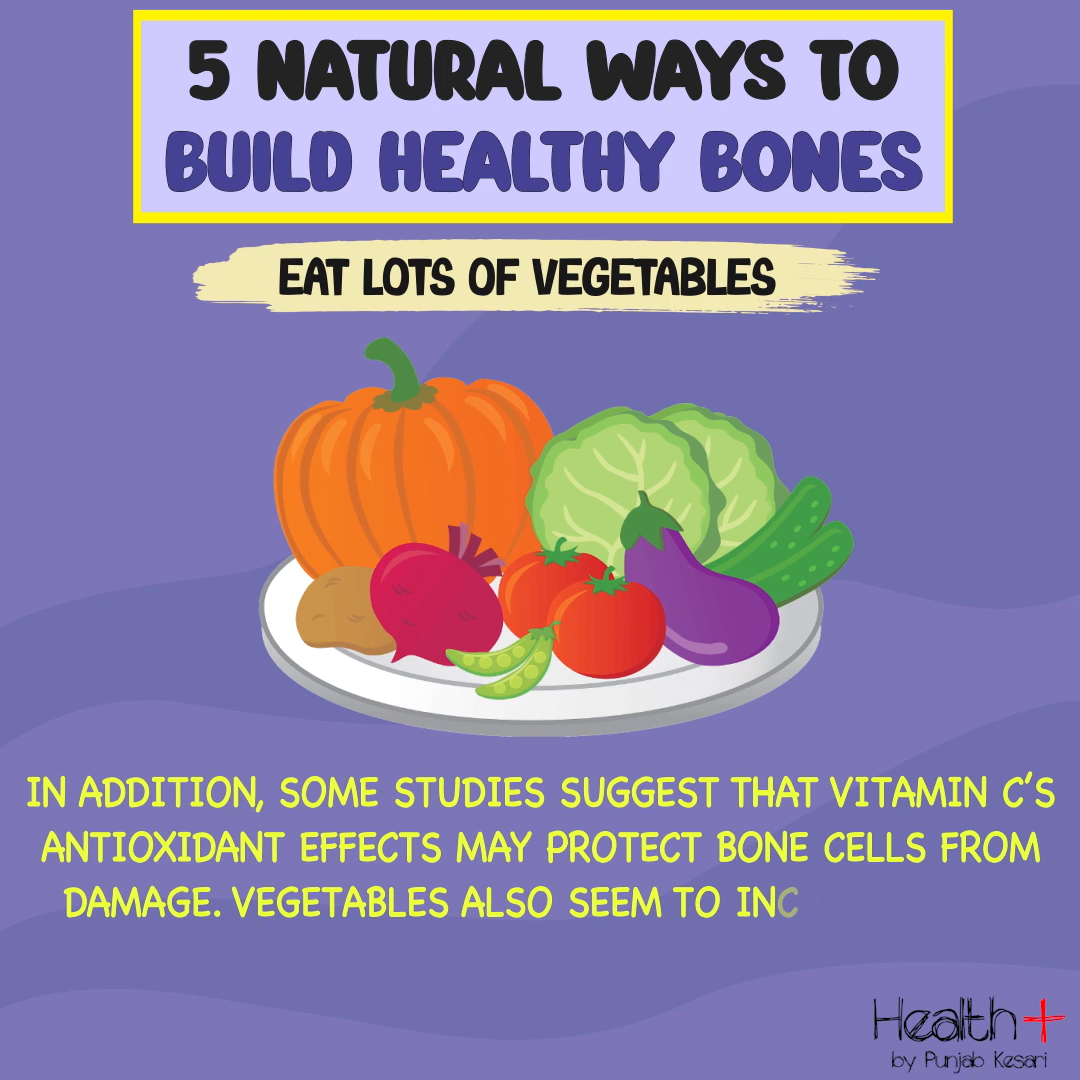 5 NATURAL WAYS TO
BUILD HEALTHY BONES
EAT LOTS OF VEGETABLES
IN ADDITION, SOME STUDIES SUGGEST THAT VITAMIN C'S
ANTIOXIDANT EFFECTS MAY PROTECT BONE CELLS FROM
DAMAGE. VEGETABLES ALSO SEEM TO INC
Health+
by Punjab Kesari